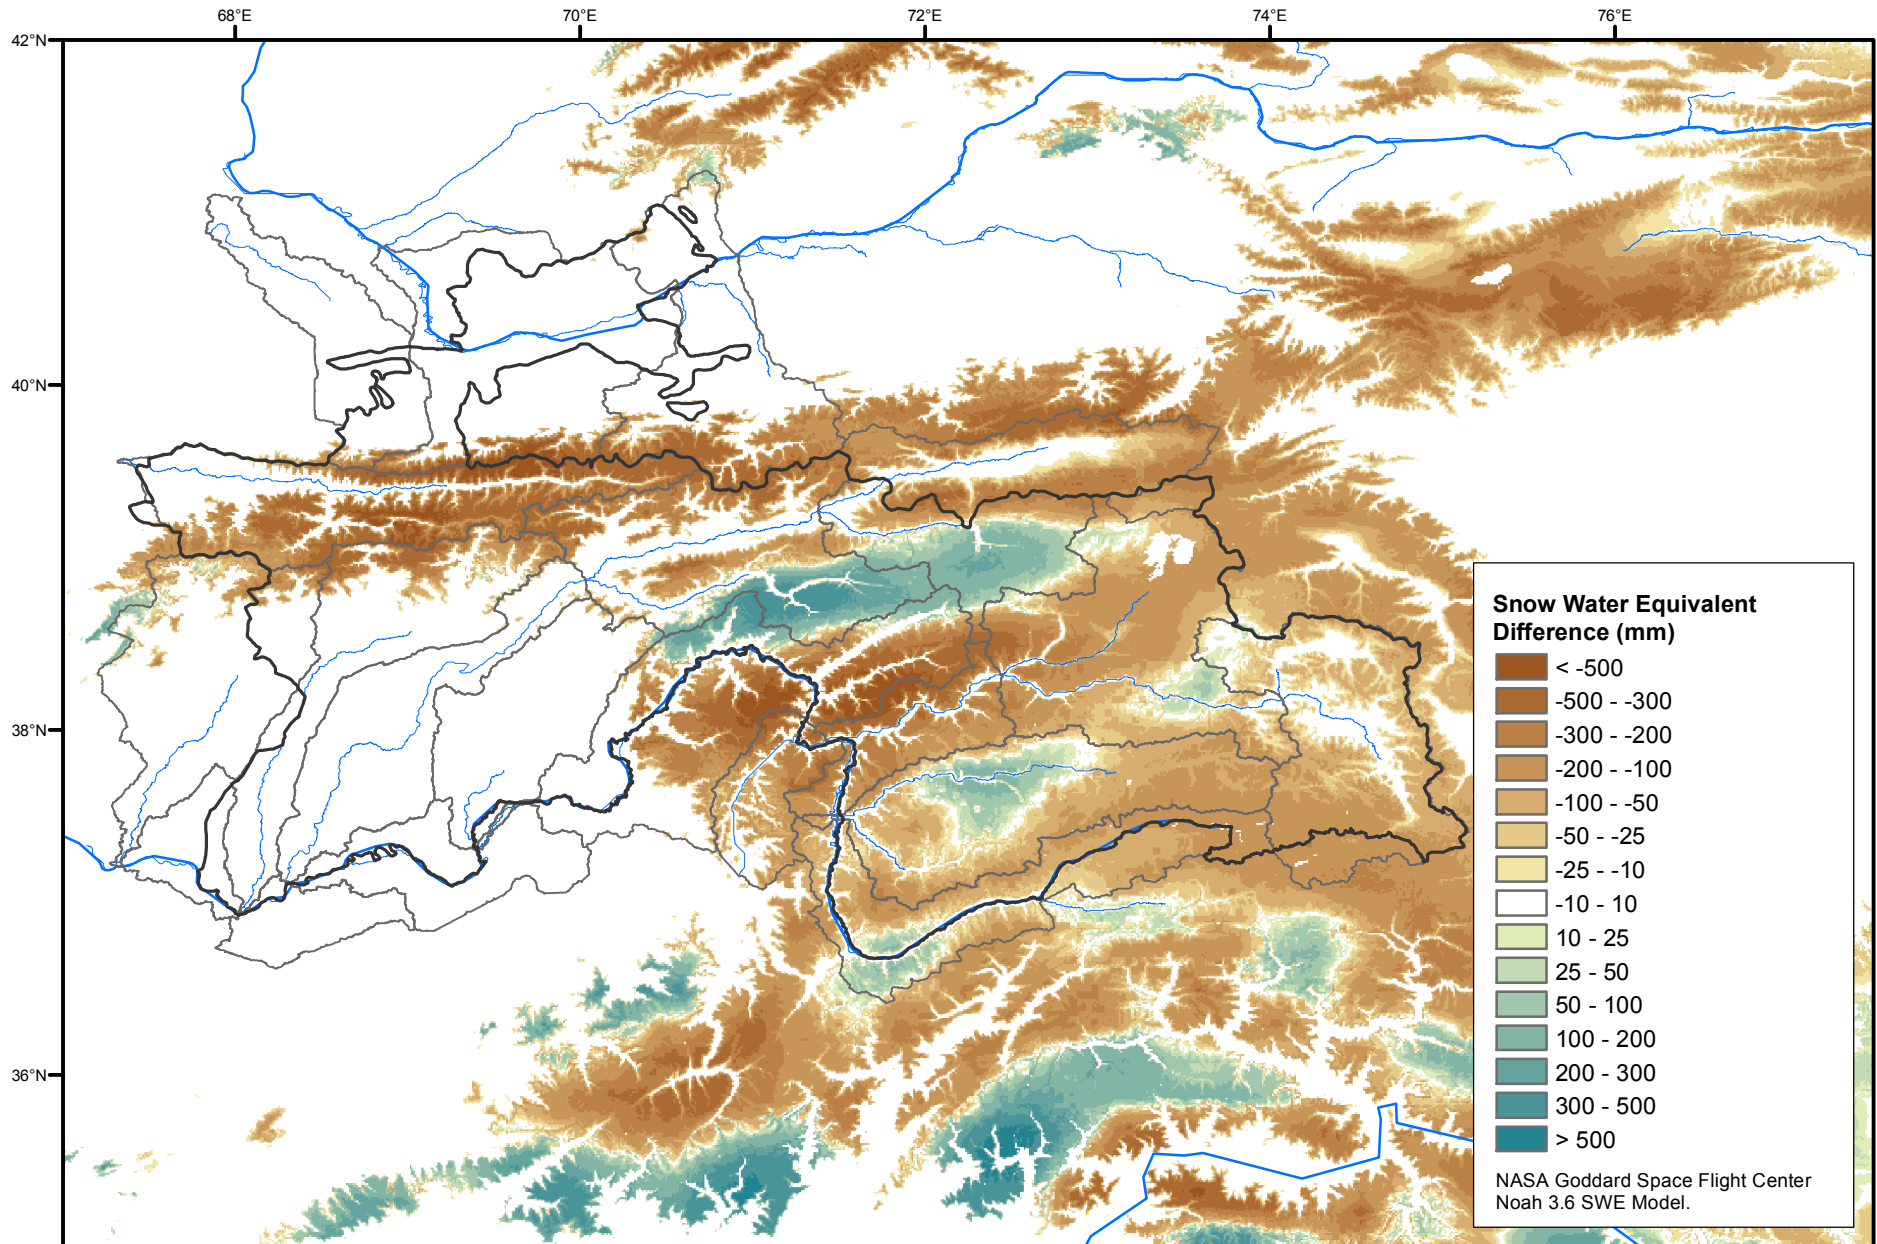 68°E
70°E
72°E
74°E
76°E
42°N
40°N
38°N
36°N
Snow Water Equivalent
Difference (mm)
< -500
-500 - -300
-300 - -200
-200 - -100
-100 - -50
-50 - -25
-25 - -10
-10 - 10
10 - 25
25 - 50
50 - 100
100 - 200
200 - 300
300 - 500
> 500
NASA Goddard Space Flight Center
Noah 3.6 SWE Model.